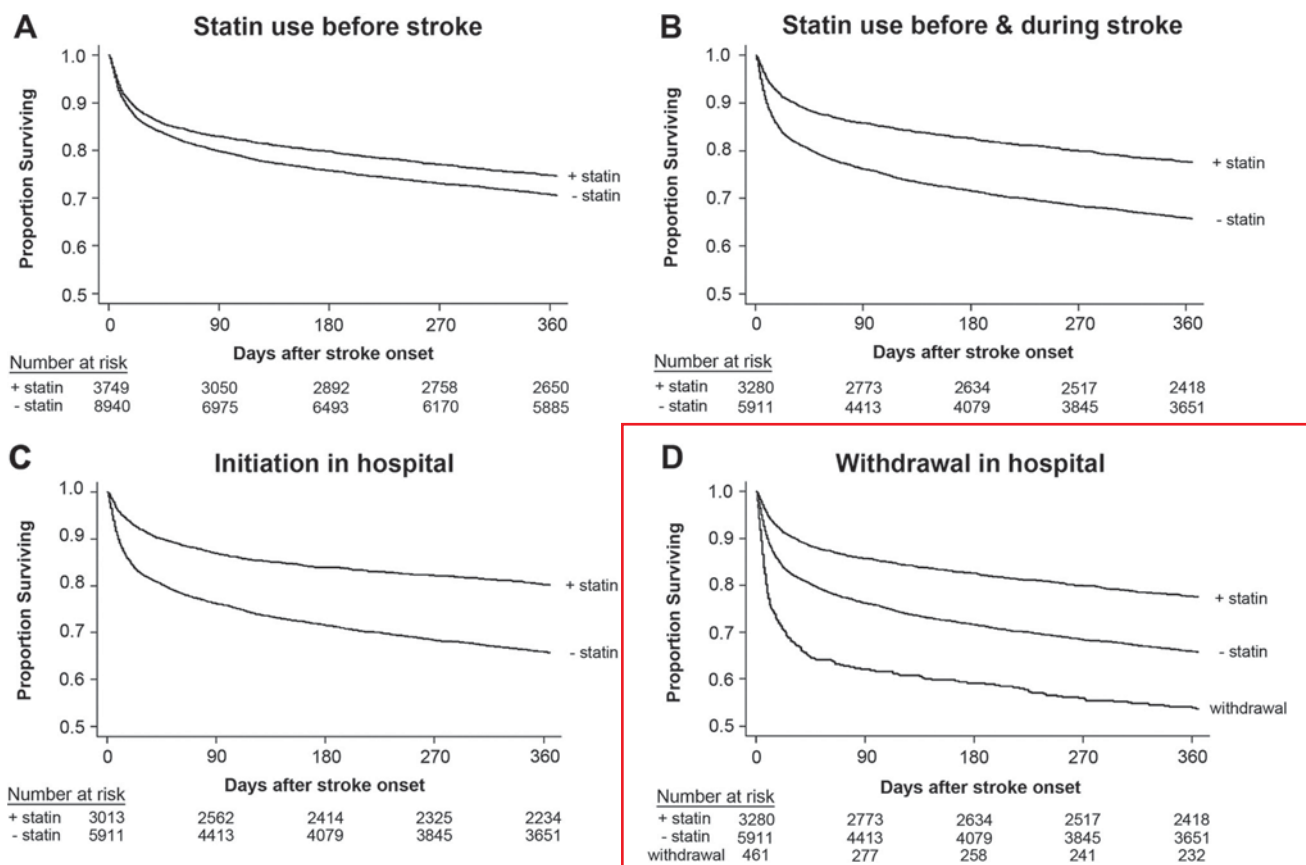 A Statin use before stroke
Proportion Surviving
1.0
0.9
0.8
0.7
0.6
0.5
+ statin
- statin
0 90 180 270 360
Days after stroke onset
Number at risk
+ statin 3749 3050 2892 2758 2650
- statin 8940 6975 6493 6170 5885
B Statin use before & during stroke
Proportion Surviving
1.0
0.9
0.8
0.7
0.6
0.5
+ statin
- statin
0 90 180 270 360
Days after stroke onset
Number at risk
+ statin 3280 2773 2634 2517 2418
- statin 5911 4413 4079 3845 3651
C Initiation in hospital
Proportion Surviving
1.0
0.9
0.8
0.7
0.6
0.5
+ statin
- statin
0 90 180 270 360
Days after stroke onset
Number at risk
+ statin 3013 2562 2414 2325 2234
- statin 5911 4413 4079 3845 3651
D Withdrawal in hospital
Proportion Surviving
1.0
0.9
0.8
0.7
0.6
0.5
+ statin
- statin
withdrawal
0 90 180 270 360
Days after stroke onset
Number at risk
+ statin 3280 2773 2634 2517 2418
- statin 5911 4413 4079 3845 3651
withdrawal 461 277 258 241 232